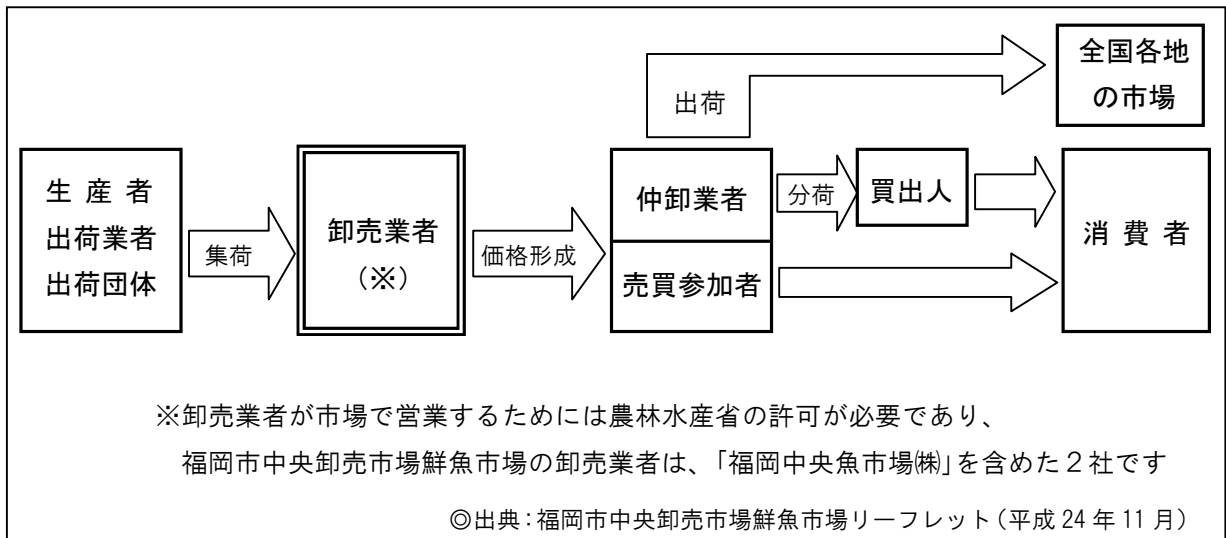 全国各地
の市場
出荷
生産者
出荷業者
出荷団体
集荷
卸売業者
(※)
価格形成
仲卸業者
売買参加者
分荷
買出人
消費者
※卸売業者が市場で営業するためには農林水産省の許可が必要であり、
福岡市中央卸売市場鮮魚市場の卸売業者は、「福岡中央魚市場㈱」を含めた2社です
◎出典:福岡市中央卸売市場鮮魚市場リーフレット(平成24年11月)